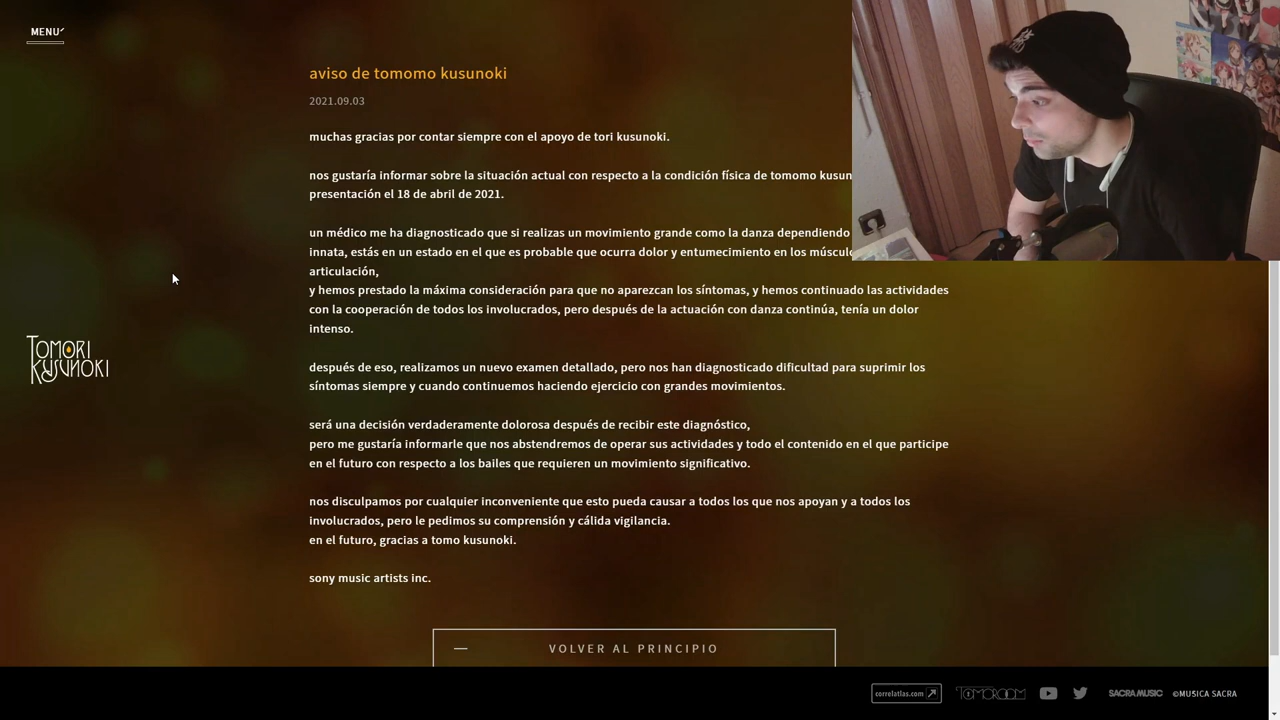 MENU
aviso de tomomo kusunoki
2021.09.03
muchas gracias por contar siempre con el apoyo de tori kusunoki.
nos gustaría informar sobre la situación actual con respecto a la condición física de tomomo
presentación el 18 de abril de 2021.
un médico me ha diagnosticado que si realizas un movimiento grande como la danza dependiendo
innata, estás en un estado en el que es probable que ocurra dolor y entumecimiento en los
articulación,
y hemos prestado la máxima consideración para que no aparezcan los síntomas, y hemos continuado las actividades
con la cooperación de todos los involucrados, pero después de la actuación con danza continúa, tenía un dolor
intenso.
después de eso, realizamos un nuevo examen detallado, pero nos han diagnosticado dificultad para suprimir los
síntomas siempre y cuando continuemos haciendo ejercicio con grandes movimientos.
será una decisión verdaderamente dolorosa después de recibir este diagnóstico,
pero me gustaría informarle que nos abstendremos de operar sus actividades y todo el contenido en el que participe
en el futuro con respecto a los bailes que requieren un movimiento significativo.
nos disculpamos por cualquier inconveniente que esto pueda causar a todos los que nos apoyan y a todos los
involucrados, pero le pedimos su comprensión y cálida vigilancia.
en el futuro, gracias a tomo kusunoki.
sony music artists inc.
TOMORI
KUSUNOKI
VOLVER AL PRINCIPIO
correlatlas.com TOMOROOM SACRA MUSIC ©MUSICA SACRA